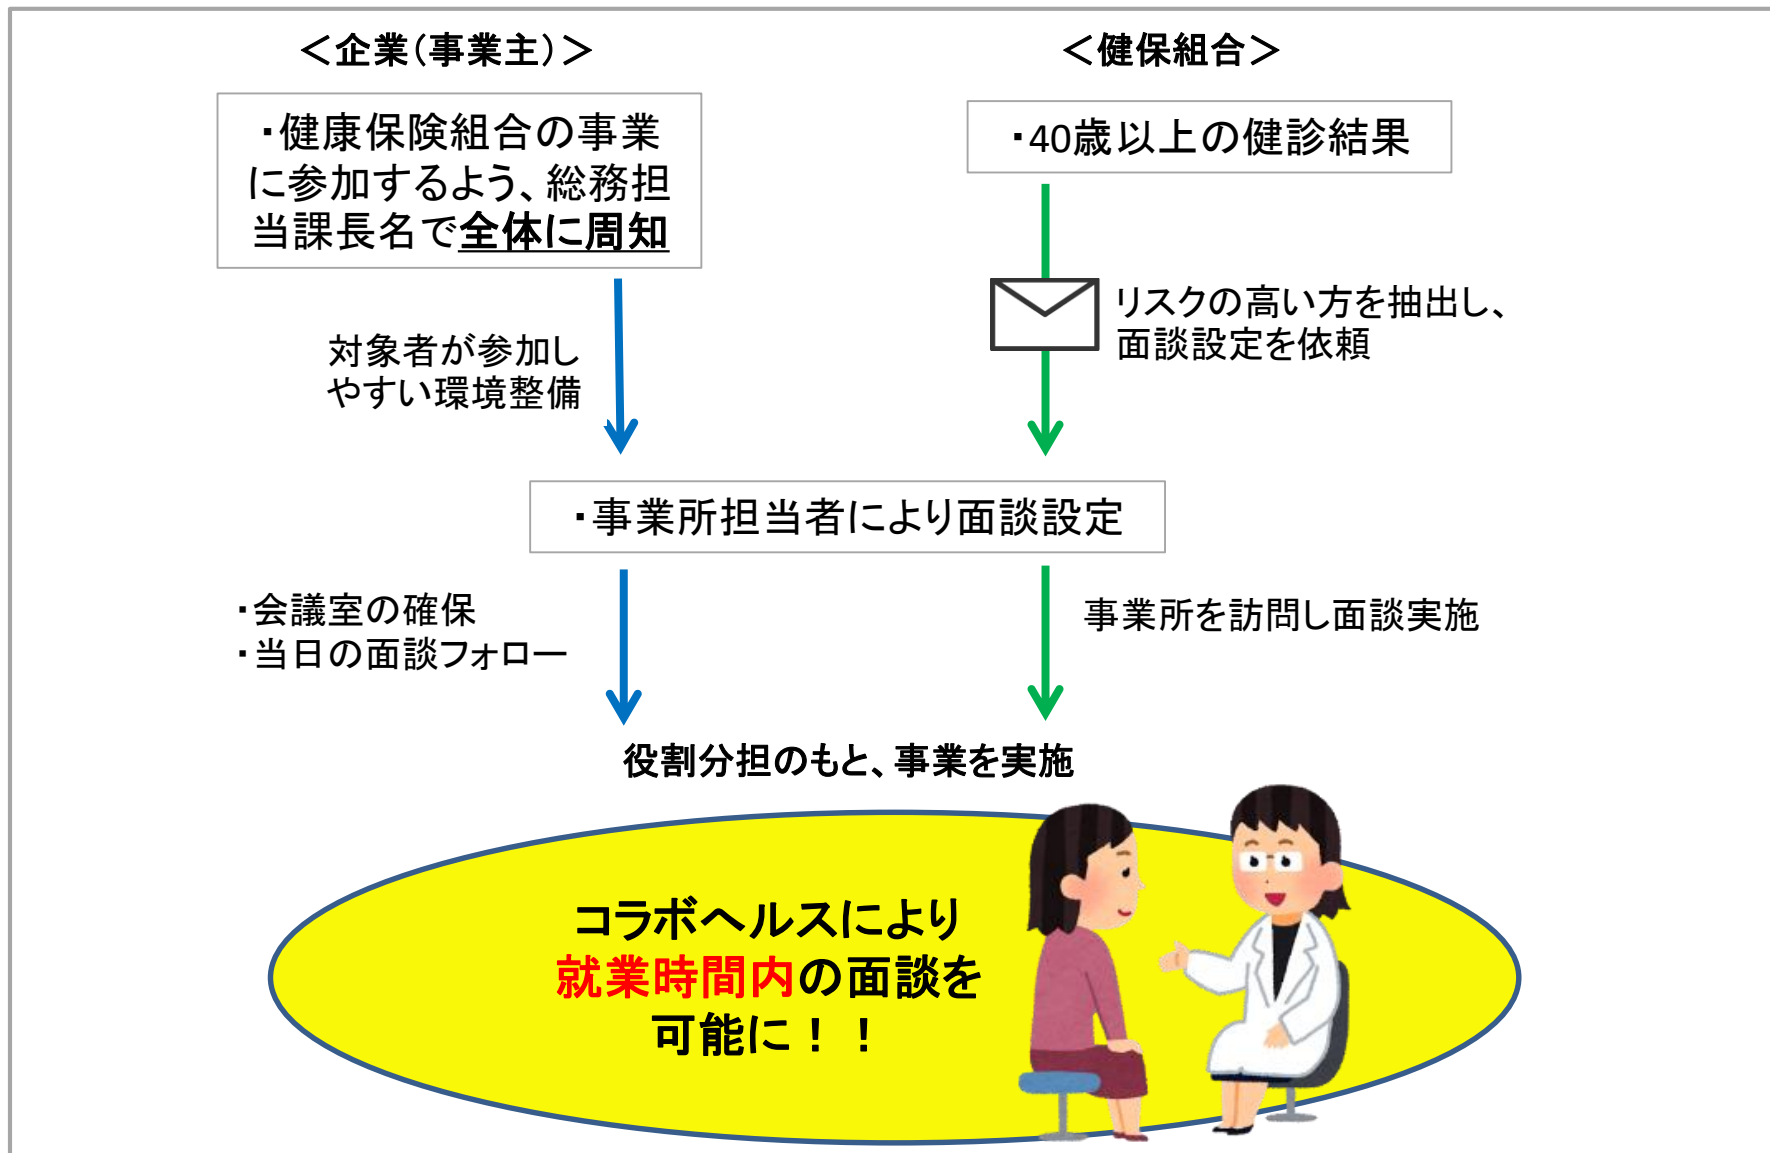 ＜企業（事業主）＞
・健康保険組合の事業
に参加するよう、総務担
当課長名で全体に周知
対象者が参加し
やすい環境整備
＜健保組合＞
・40歳以上の健診結果
リスクの高い方を抽出し、
面談設定を依頼
・事業所担当者により面談設定
・会議室の確保
・当日の面談フォロー
事業所を訪問し面談実施
役割分担のもと、事業を実施
コラボヘルスにより
就業時間内の面談を
可能に！！